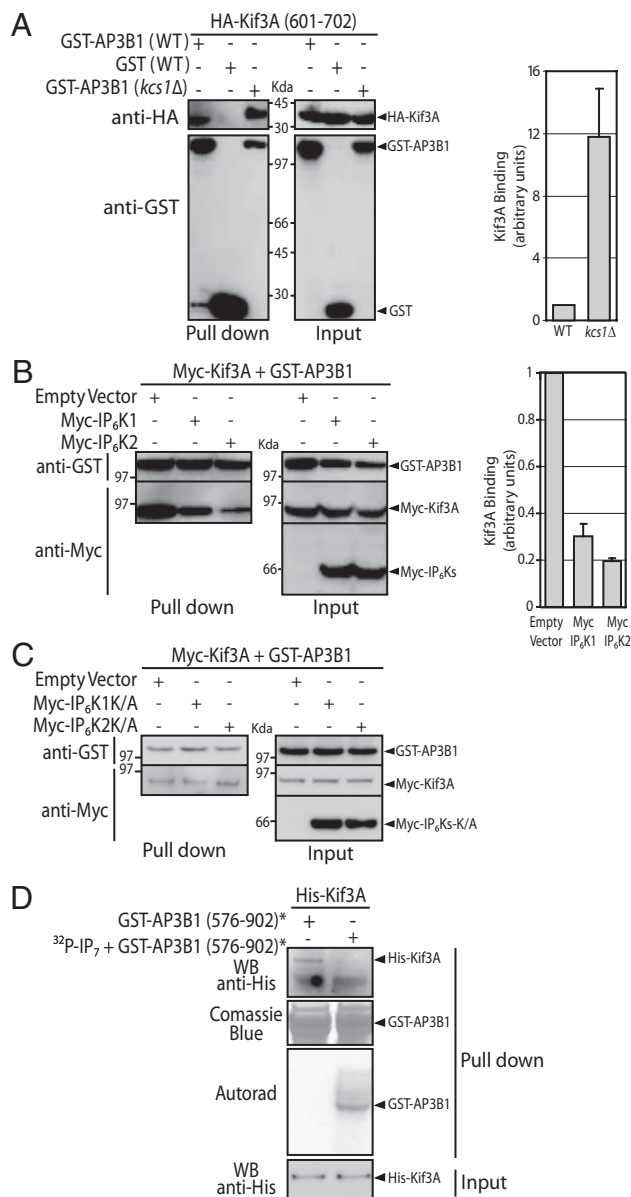 A
HA-Kif3A (601-702)
GST-AP3B1 (WT) + - -
GST (WT) - + -
GST-AP3B1 (kcs1Δ) - - +
Kda
+ - -
- + -
- - +
anti-HA
45
30
HA-Kif3A
GST-AP3B1
97
anti-GST
66
45
30
GST
Pull down
Input
Kif3A Binding
(arbitrary units)
16
12
8
4
0
WT
kcs1Δ
B
Myc-Kif3A + GST-AP3B1
Empty Vector + - -
Myc-IP₆K1 - + -
Myc-IP₆K2 - - +
Kda
+ - -
- + -
- - +
anti-GST
97
97
GST-AP3B1
97
97
Myc-Kif3A
anti-Myc
66
Myc-IP₆Ks
Pull down
Input
Kif3A Binding
(arbitrary units)
1
0.8
0.6
0.4
0.2
0
Empty Vector
Myc IP₆K1
Myc IP₆K2
C
Myc-Kif3A + GST-AP3B1
Empty Vector + - -
Myc-IP₆K1K/A - + -
Myc-IP₆K2K/A - - +
Kda
+ - -
- + -
- - +
anti-GST
97
97
GST-AP3B1
97
97
Myc-Kif3A
anti-Myc
66
Myc-IP₆Ks-K/A
Pull down
Input
D
His-Kif3A
GST-AP3B1 (576-902)* + -
³²P-IP₇ + GST-AP3B1 (576-902)* - +
WB
anti-His
His-Kif3A
Comassie
Blue
GST-AP3B1
Pull down
Autorad
GST-AP3B1
WB
anti-His
His-Kif3A
Input